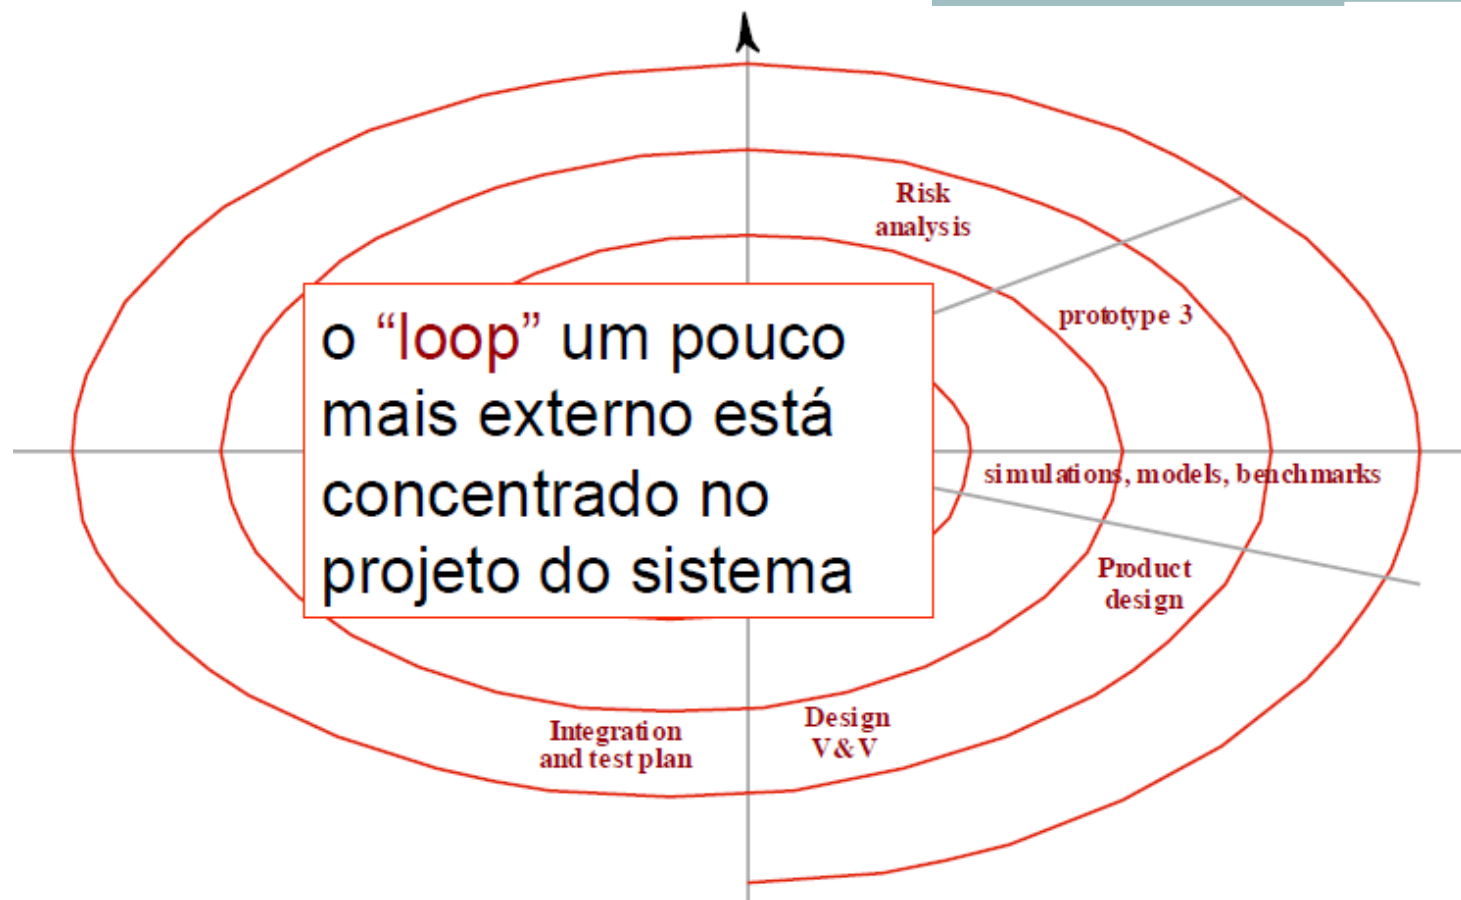 Risk
analysis
prototype 3
o “loop” um pouco
mais externo está
concentrado no
projeto do sistema
simulations, models, benchmarks
Product
design
Integration
and test plan
Design
V&V